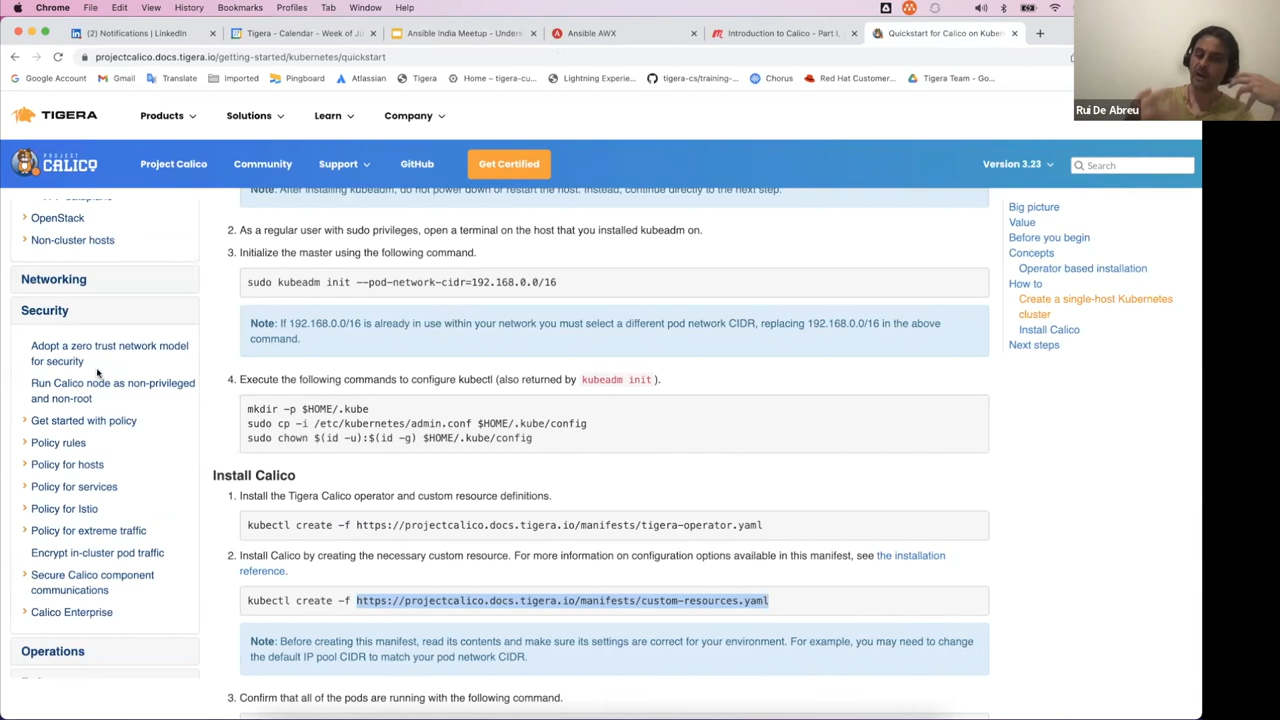 Chrome File Edit View History Bookmarks Profiles Tab Window Help
(2) Notifications | LinkedIn
Tigera - Calendar - Week of J
Ansible India Meetup - Unders
Ansible AWX
Introduction to Calico - Part I,
Quickstart for Calico on Kuber
projectcalico.docs.tigera.io/getting-started/kubernetes/quickstart
Google Account Gmail Translate Imported Pingboard Atlassian Tigera Home – tigera-cu... Lightning Experie... tigera-cs/training-... Chorus Red Hat Customer... Tigera Team - Go...
Rui De Abreu
TIGERA Products Solutions Learn Company
PROJECT CALICO Project Calico Community Support GitHub Get Certified Version 3.23 Search
OpenStack
Non-cluster hosts
Networking
Security
Adopt a zero trust network model
for security
Run Calico node as non-privileged
and non-root
Get started with policy
Policy rules
Policy for hosts
Policy for services
Policy for Istio
Policy for extreme traffic
Encrypt in-cluster pod traffic
Secure Calico component
communications
Calico Enterprise
Operations
Note: After installing kubeadm, do not power down or restart the host. Instead, continue directly to the next step.
2. As a regular user with sudo privileges, open a terminal on the host that you installed kubeadm on.
3. Initialize the master using the following command.
sudo kubeadm init --pod-network-cidr=192.168.0.0/16
Note: If 192.168.0.0/16 is already in use within your network you must select a different pod network CIDR, replacing 192.168.0.0/16 in the above
command.
4. Execute the following commands to configure kubectl (also returned by kubeadm init ).
mkdir -p $HOME/.kube
sudo cp -i /etc/kubernetes/admin.conf $HOME/.kube/config
sudo chown $(id -u):$(id -g) $HOME/.kube/config
Install Calico
1. Install the Tigera Calico operator and custom resource definitions.
kubectl create -f https://projectcalico.docs.tigera.io/manifests/tigera-operator.yaml
2. Install Calico by creating the necessary custom resource. For more information on configuration options available in this manifest, see the installation
reference.
kubectl create -f https://projectcalico.docs.tigera.io/manifests/custom-resources.yaml
Note: Before creating this manifest, read its contents and make sure its settings are correct for your environment. For example, you may need to change
the default IP pool CIDR to match your pod network CIDR.
3. Confirm that all of the pods are running with the following command.
Big picture
Value
Before you begin
Concepts
Operator based installation
How to
Create a single-host Kubernetes
cluster
Install Calico
Next steps